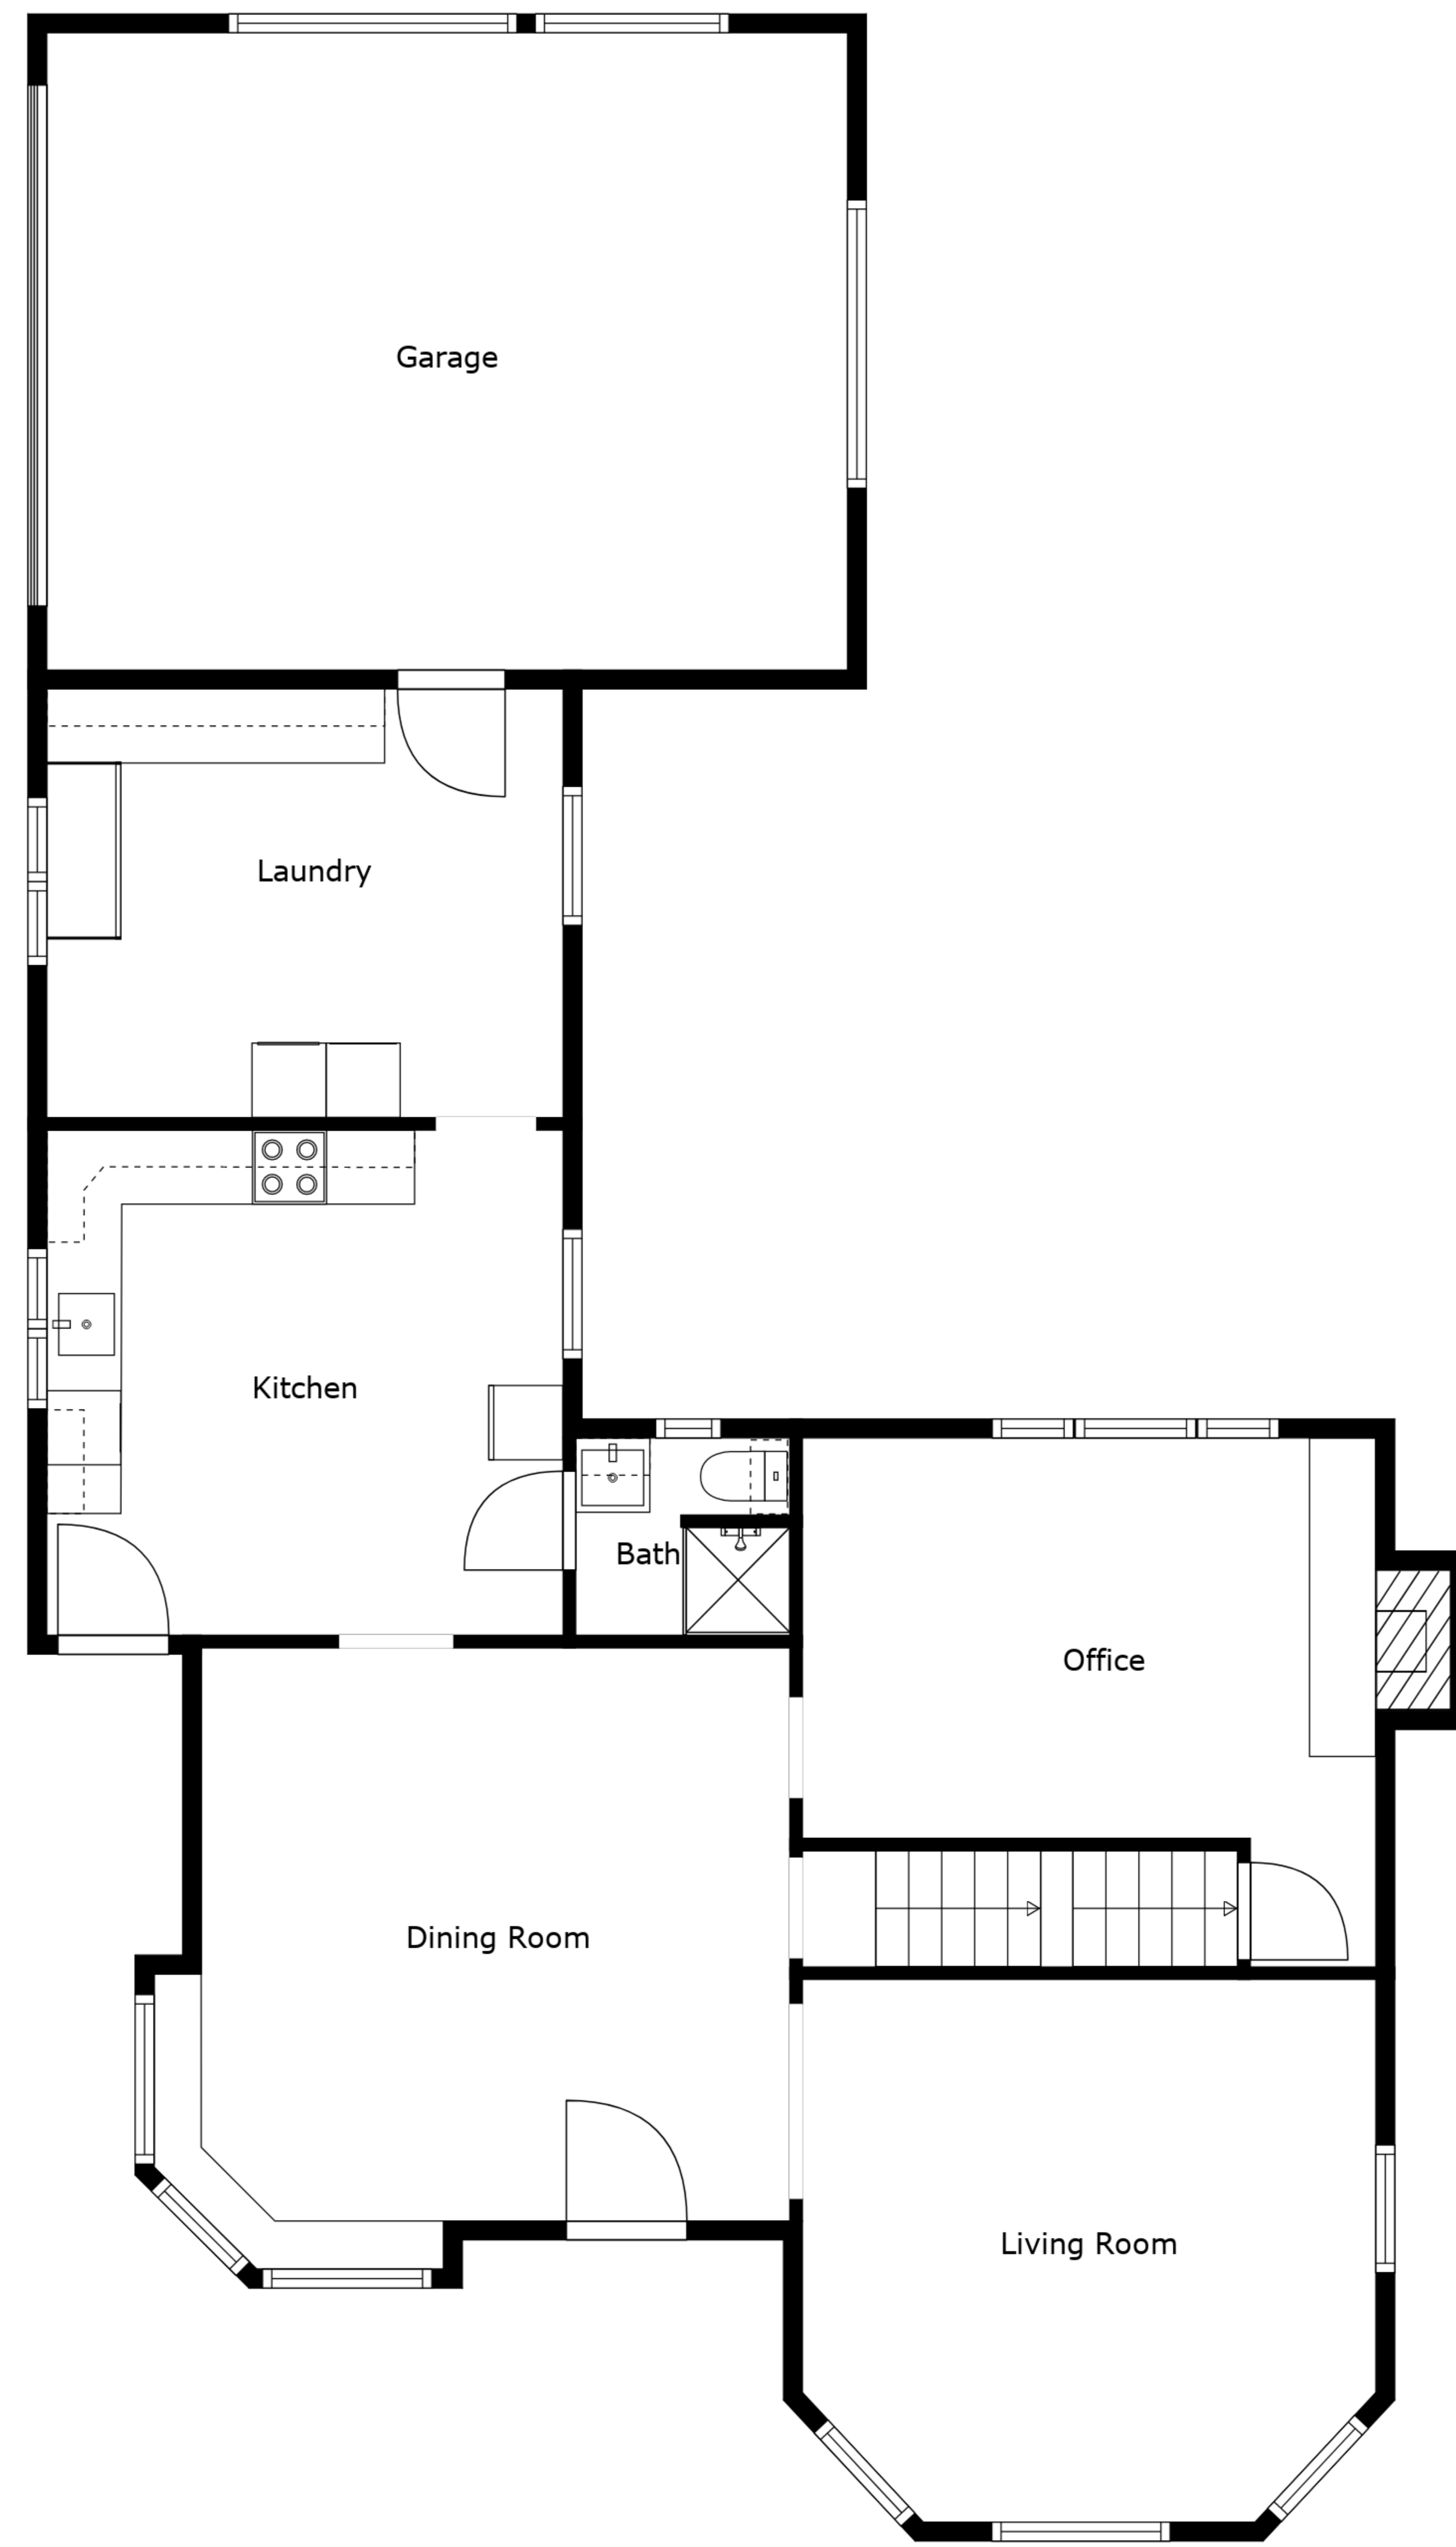 Garage
Laundry
Kitchen
Bath
Office
Dining Room
Living Room